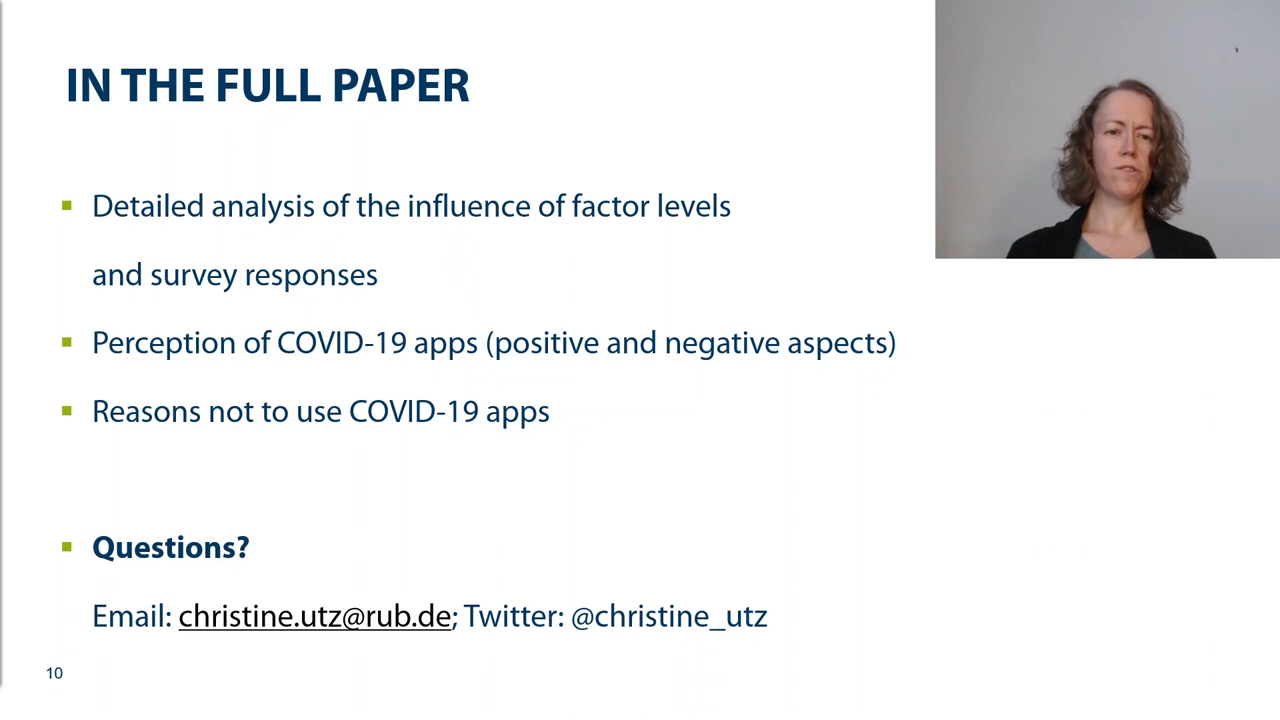 IN THE FULL PAPER
Detailed analysis of the influence of factor levels
and survey responses
Perception of COVID-19 apps (positive and negative aspects)
Reasons not to use COVID-19 apps
Questions?
Email: christine.utz@rub.de; Twitter: @christine_utz
10